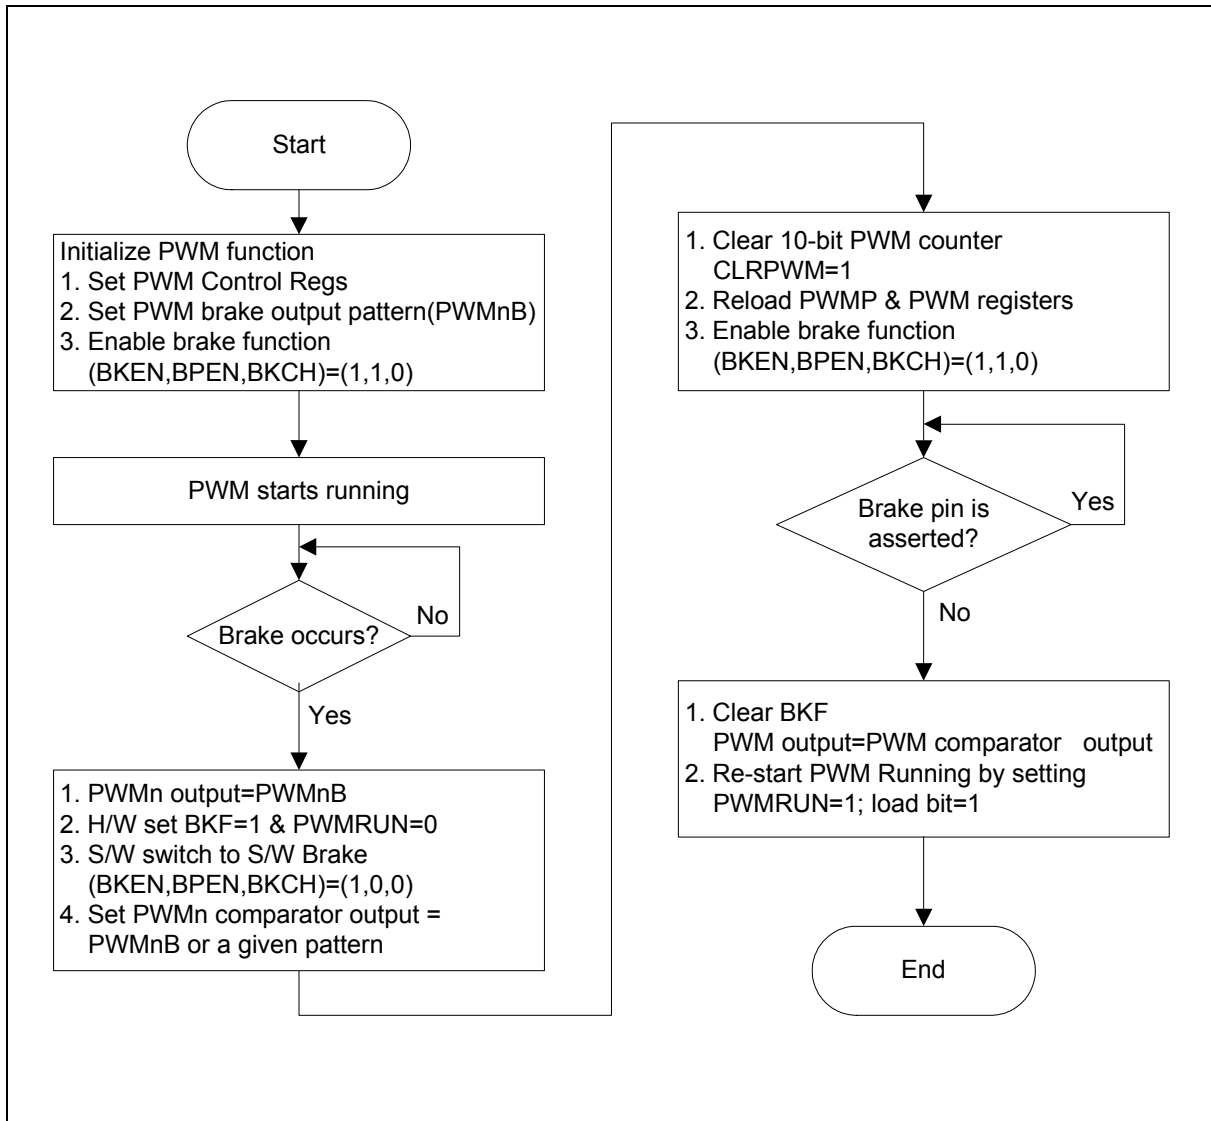 Start
Initialize PWM function
1. Set PWM Control Regs
2. Set PWM brake output pattern(PWMnB)
3. Enable brake function
(BKEN,BPEN,BKCH)=(1,1,0)
PWM starts running
Brake occurs?
No
Yes
1. PWMn output=PWMnB
2. H/W set BKF=1 & PWMRUN=0
3. S/W switch to S/W Brake
(BKEN,BPEN,BKCH)=(1,0,0)
4. Set PWMn comparator output =
PWMnB or a given pattern
1. Clear 10-bit PWM counter
CLRPWM=1
2. Reload PWMP & PWM registers
3. Enable brake function
(BKEN,BPEN,BKCH)=(1,1,0)
Brake pin is
asserted?
Yes
No
1. Clear BKF
PWM output=PWM comparator output
2. Re-start PWM Running by setting
PWMRUN=1; load bit=1
End